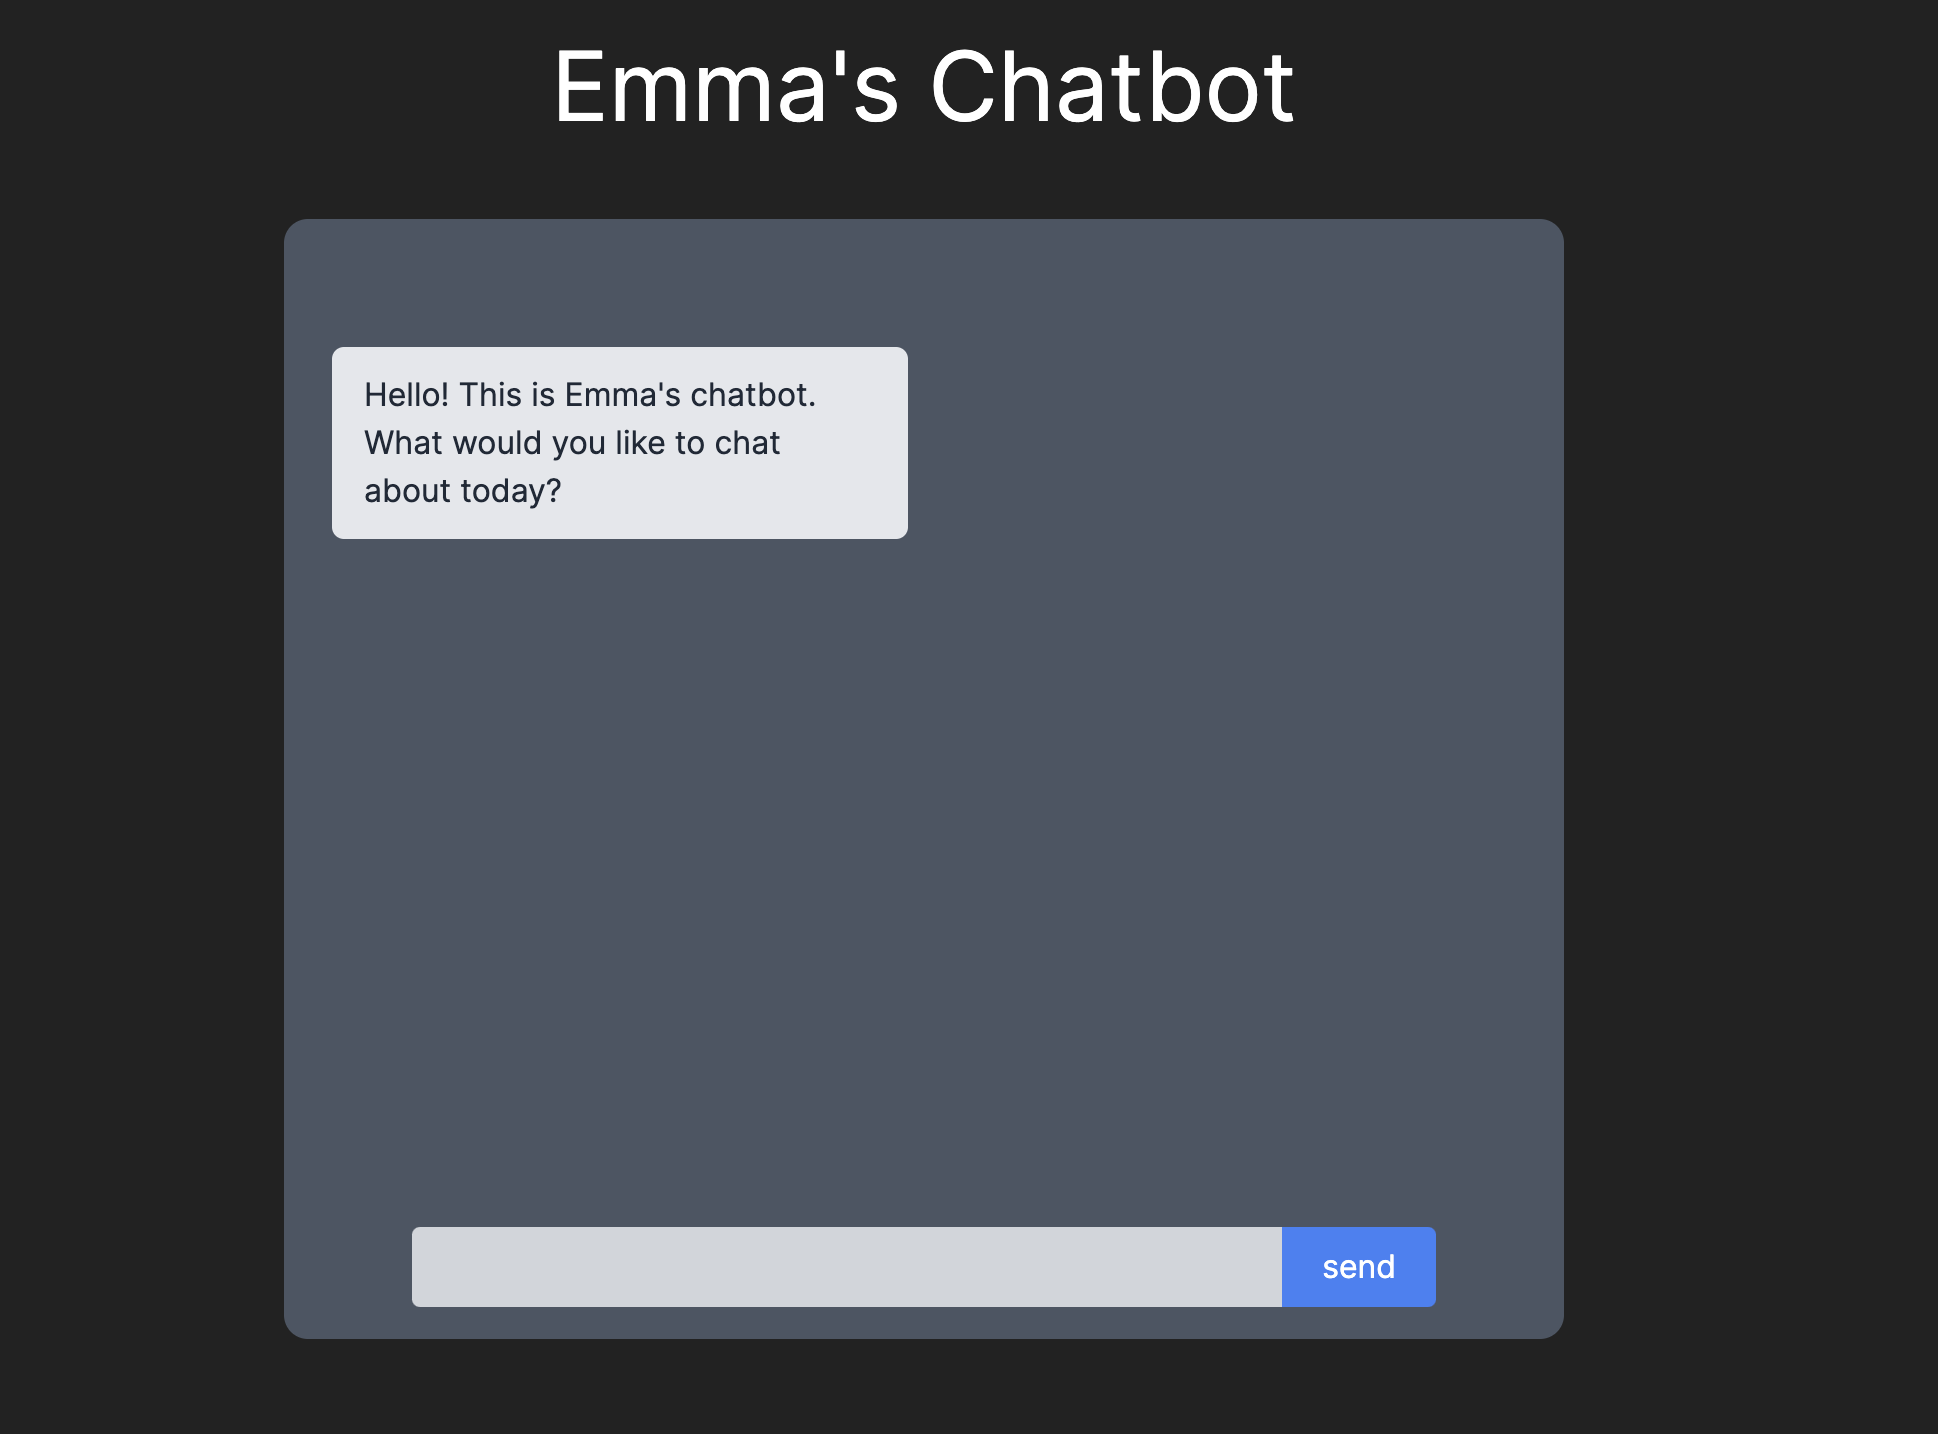 Emma's Chatbot
Hello! This is Emma's chatbot.
What would you like to chat
about today?
send